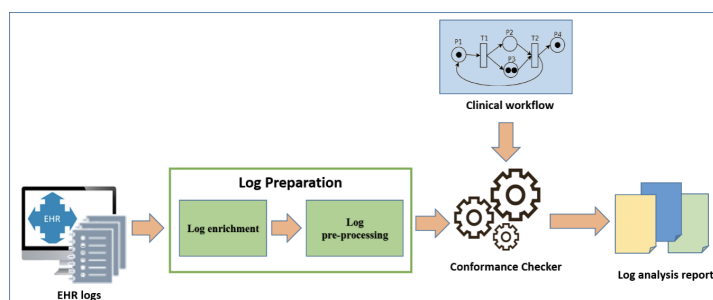 P1
T1
P2
P3
T2
P4
Clinical workflow
Log Preparation
EHR
Log enrichment
Log
pre-processing
Conformance Checker
Log analysis report
EHR logs